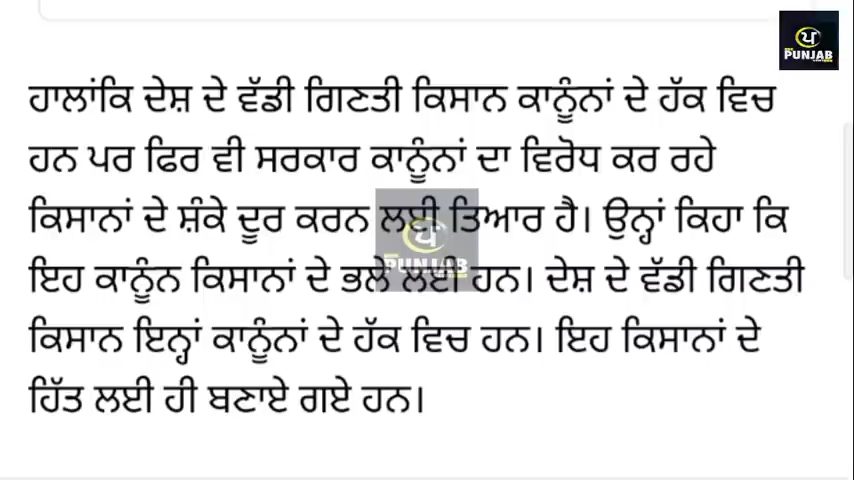 ਪ
PUNJAB
ਹਾਲਾਂਕਿ ਦੇਸ਼ ਦੇ ਵੱਡੀ ਗਿਣਤੀ ਕਿਸਾਨ ਕਾਨੂੰਨਾਂ ਦੇ ਹੱਕ ਵਿਚ
ਹਨ ਪਰ ਫਿਰ ਵੀ ਸਰਕਾਰ ਕਾਨੂੰਨਾਂ ਦਾ ਵਿਰੋਧ ਕਰ ਰਹੇ
ਕਿਸਾਨਾਂ ਦੇ ਸ਼ੰਕੇ ਦੂਰ ਕਰਨ ਲਈ ਤਿਆਰ ਹੈ। ਉਨ੍ਹਾਂ ਕਿਹਾ ਕਿ
ਇਹ ਕਾਨੂੰਨ ਕਿਸਾਨਾਂ ਦੇ ਭਲੇ ਲਈ ਹਨ। ਦੇਸ਼ ਦੇ ਵੱਡੀ ਗਿਣਤੀ
ਕਿਸਾਨ ਇਨ੍ਹਾਂ ਕਾਨੂੰਨਾਂ ਦੇ ਹੱਕ ਵਿਚ ਹਨ। ਇਹ ਕਿਸਾਨਾਂ ਦੇ
ਹਿੱਤ ਲਈ ਹੀ ਬਣਾਏ ਗਏ ਹਨ।
ਪ
PUNJAB